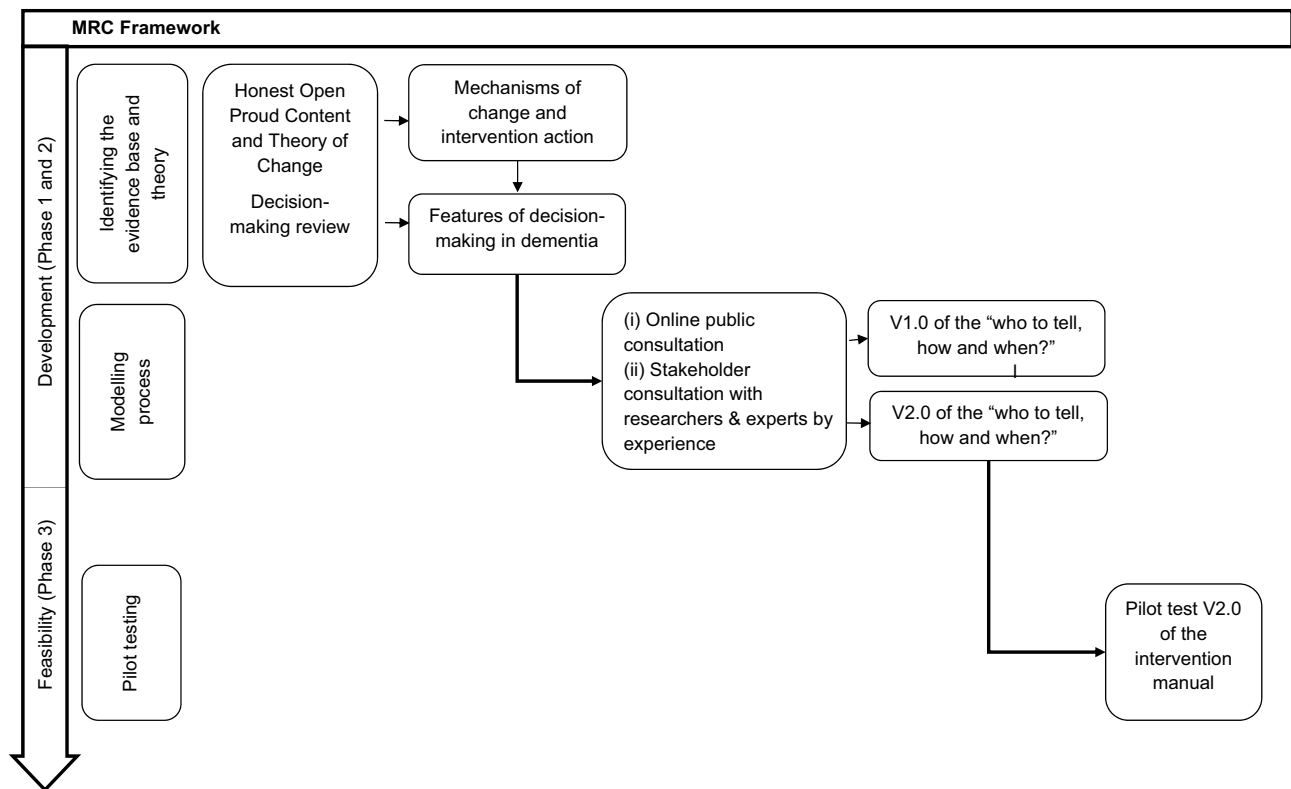 MRC Framework
Development (Phase 1 and 2)
Identifying the
evidence base and
theory
Honest Open
Proud Content
and Theory of
Change
Decision-
making review
Mechanisms of
change and
intervention action
Features of decision-
making in dementia
Modelling
process
(i) Online public
consultation
(ii) Stakeholder
consultation with
researchers & experts by
experience
V1.0 of the “who to tell,
how and when?”
V2.0 of the “who to tell,
how and when?”
Feasibility (Phase 3)
Pilot testing
Pilot test V2.0
of the
intervention
manual